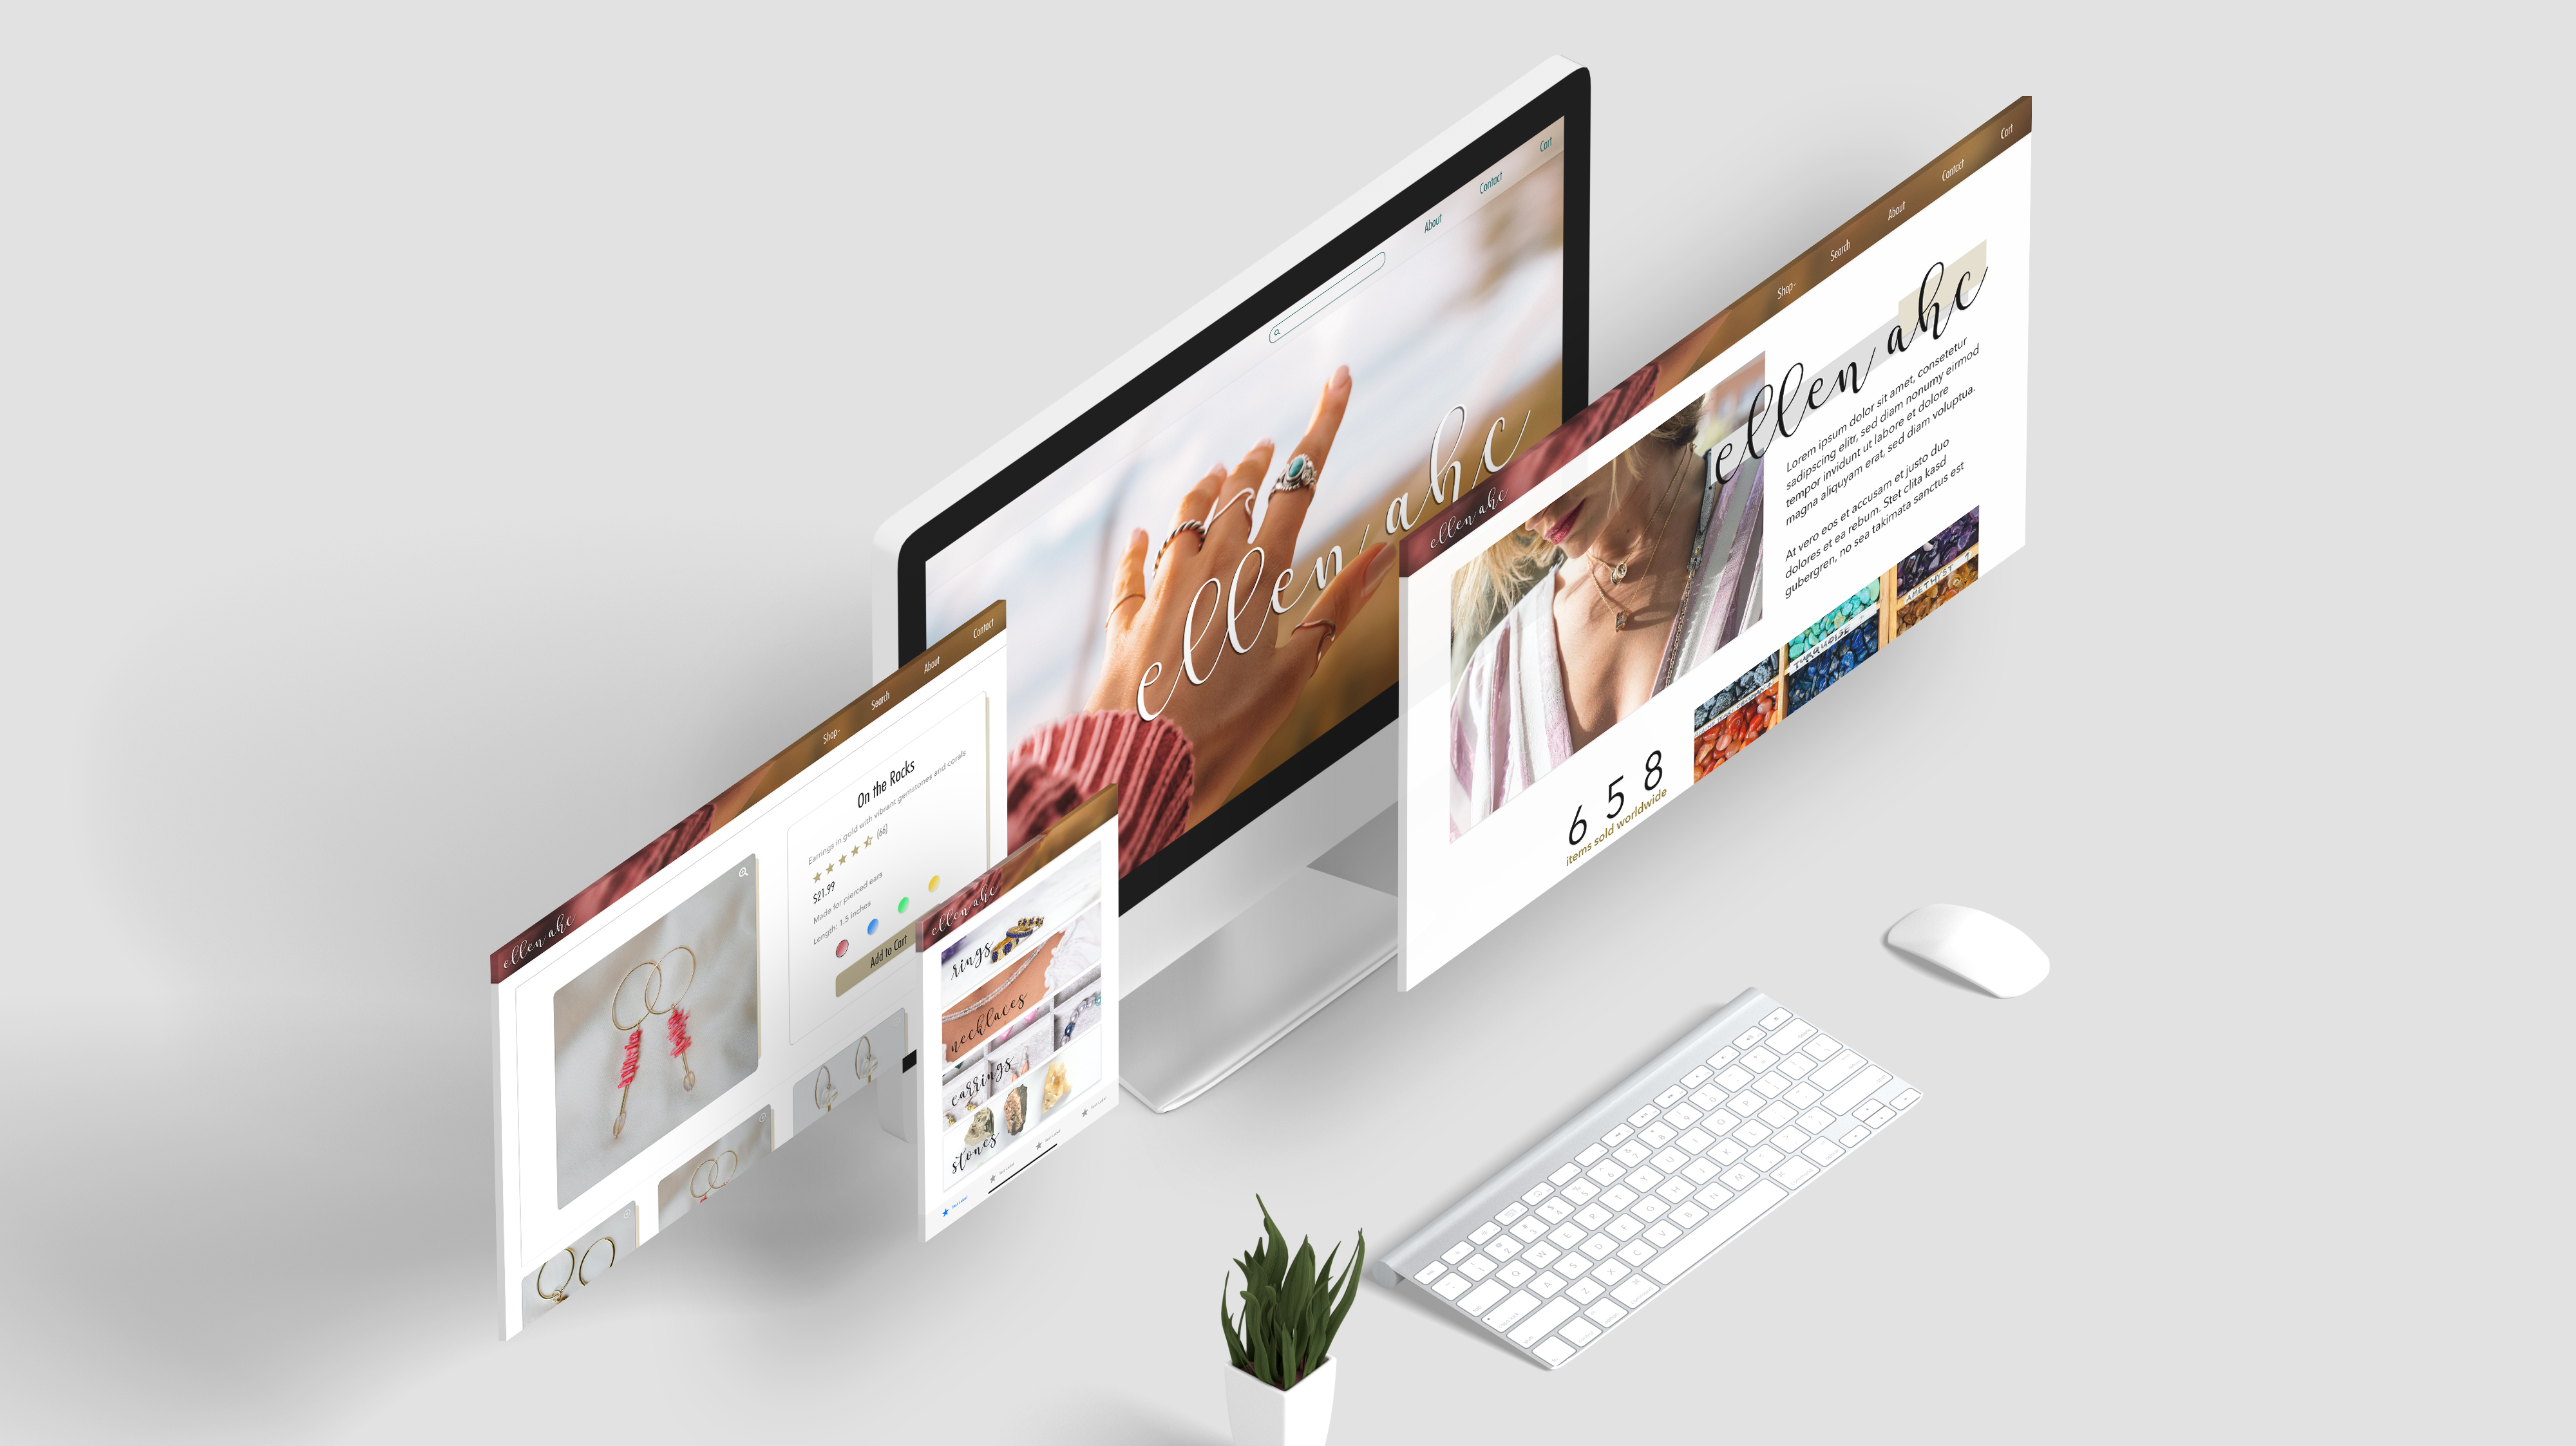 Cart
Contact
About
ellen ahc
Shop
Search
About
Contact
Cart
ellen ahc
ellen ahc
Lorem ipsum dolor sit amet, consetetur
sadipscing elitr, sed diam nonumy eirmod
tempor invidunt ut labore et dolore
magna aliquyam erat, sed diam voluptua.
At vero eos et accusam et justo duo
dolores et ea rebum. Stet clita kasd
gubergren, no sea takimata sanctus est
658
items sold worldwide
TURQUOISE
AMETHYST
ellen ahc
Shop
Search
About
Contact
On the Rocks
Earrings in gold with vibrant gemstones and corals
(66)
$21.99
Made for pierced ears
Length: 1.5 inches
Add to Cart
ellen ahc
rings
necklaces
earrings
stones